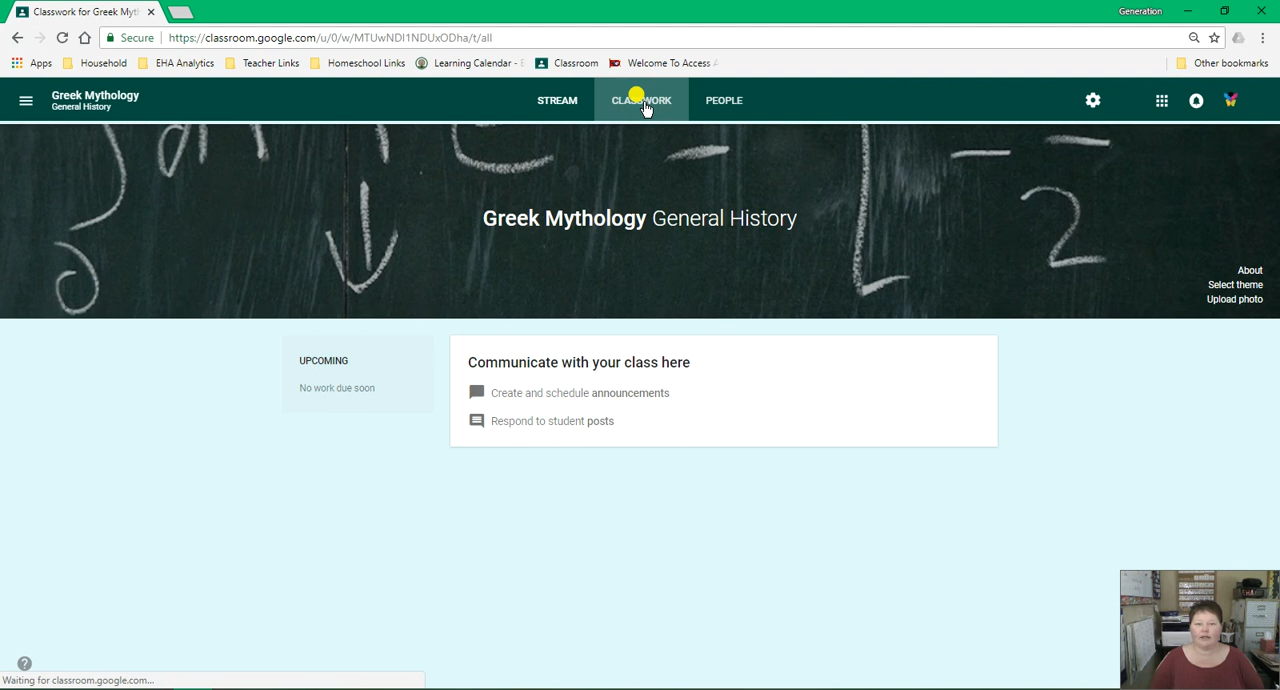 Classwork for Greek Myt
Generation
Secure
https://classroom.google.com/u/0/w/MTUwNDI1NDUxODha/t/all
Apps Household EHA Analytics Teacher Links Homeschool Links Learning Calendar - Classroom Welcome To Access Other bookmarks
Greek Mythology
General History
STREAM CLASSWORK PEOPLE
Greek Mythology General History
2
About
Select theme
Upload photo
UPCOMING
No work due soon
Communicate with your class here
Create and schedule announcements
Respond to student posts
?
Waiting for classroom.google.com...